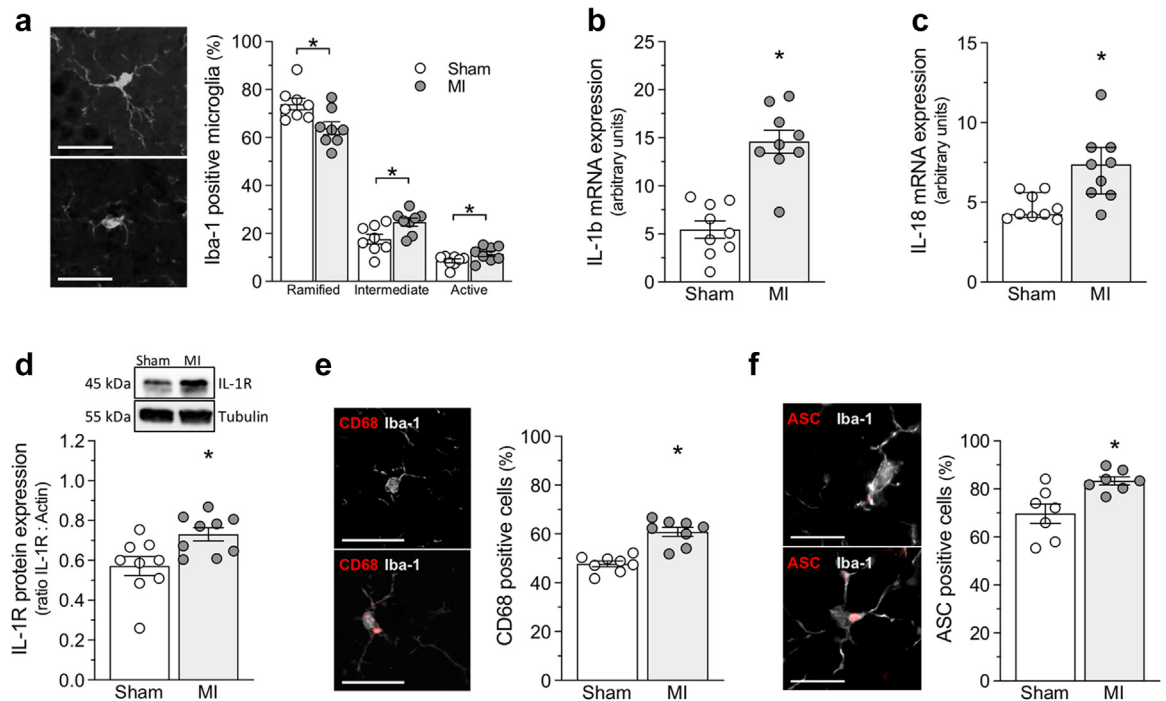 a
Iba-1 positive microglia (%)
100
80
60
40
20
0
*
*
*
Sham
MI
Ramified
Intermediate
Active
b
IL-1b mRNA expression
(arbitrary units)
25
20
15
10
5
0
*
Sham
MI
c
IL-18 mRNA expression
(arbitrary units)
15
10
5
0
*
Sham
MI
d
Sham MI
45 kDa IL-1R
55 kDa Tubulin
IL-1R protein expression
(ratio IL-1R : Actin)
1.2
1.0
0.8
0.6
0.4
0.2
0.0
*
Sham
MI
e
CD68 Iba-1
CD68 Iba-1
CD68 positive cells (%)
100
80
60
40
20
0
*
Sham
MI
f
ASC Iba-1
ASC Iba-1
ASC positive cells (%)
100
80
60
40
20
0
*
Sham
MI